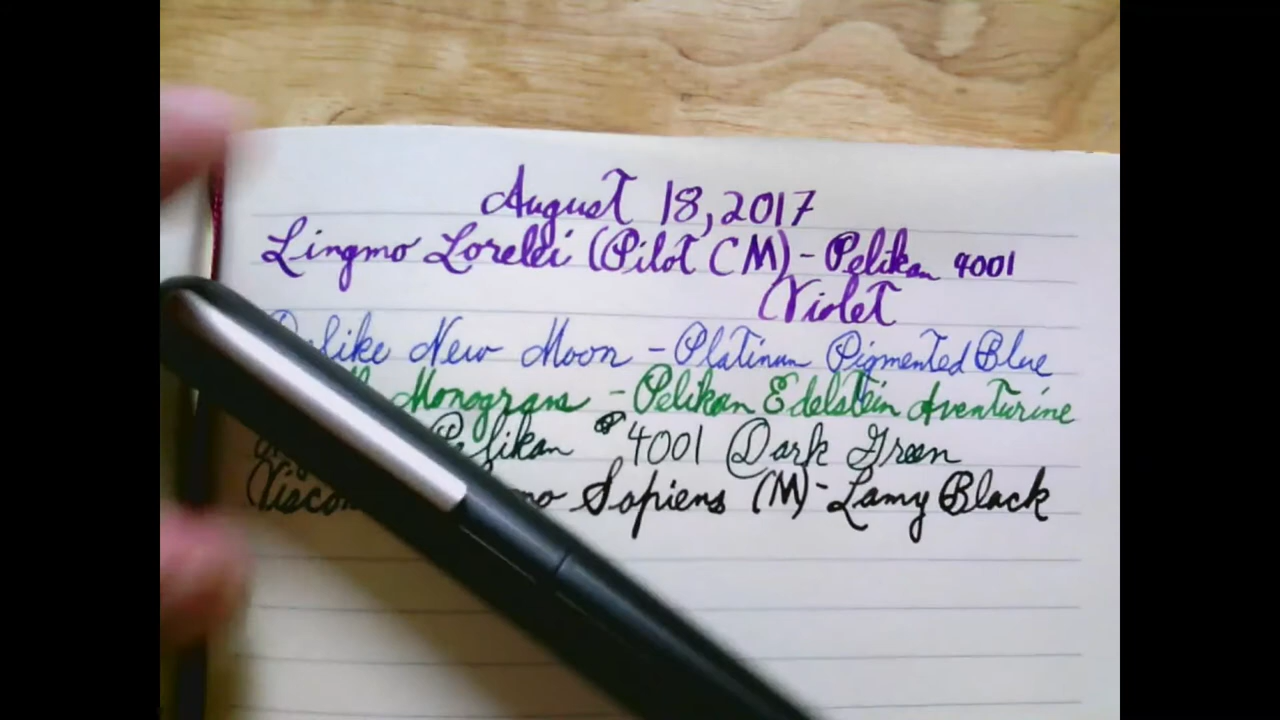 August 18, 2017
Lingmo Lorelei (Pilot CM) - Pelikan 4001
Violet
New Moon - Platinum Pigmented Blue
Monograms - Pelikan Edelstein Aventurine
Pelikan 4001 Dark Green
Sapiens (M) - Lamy Black